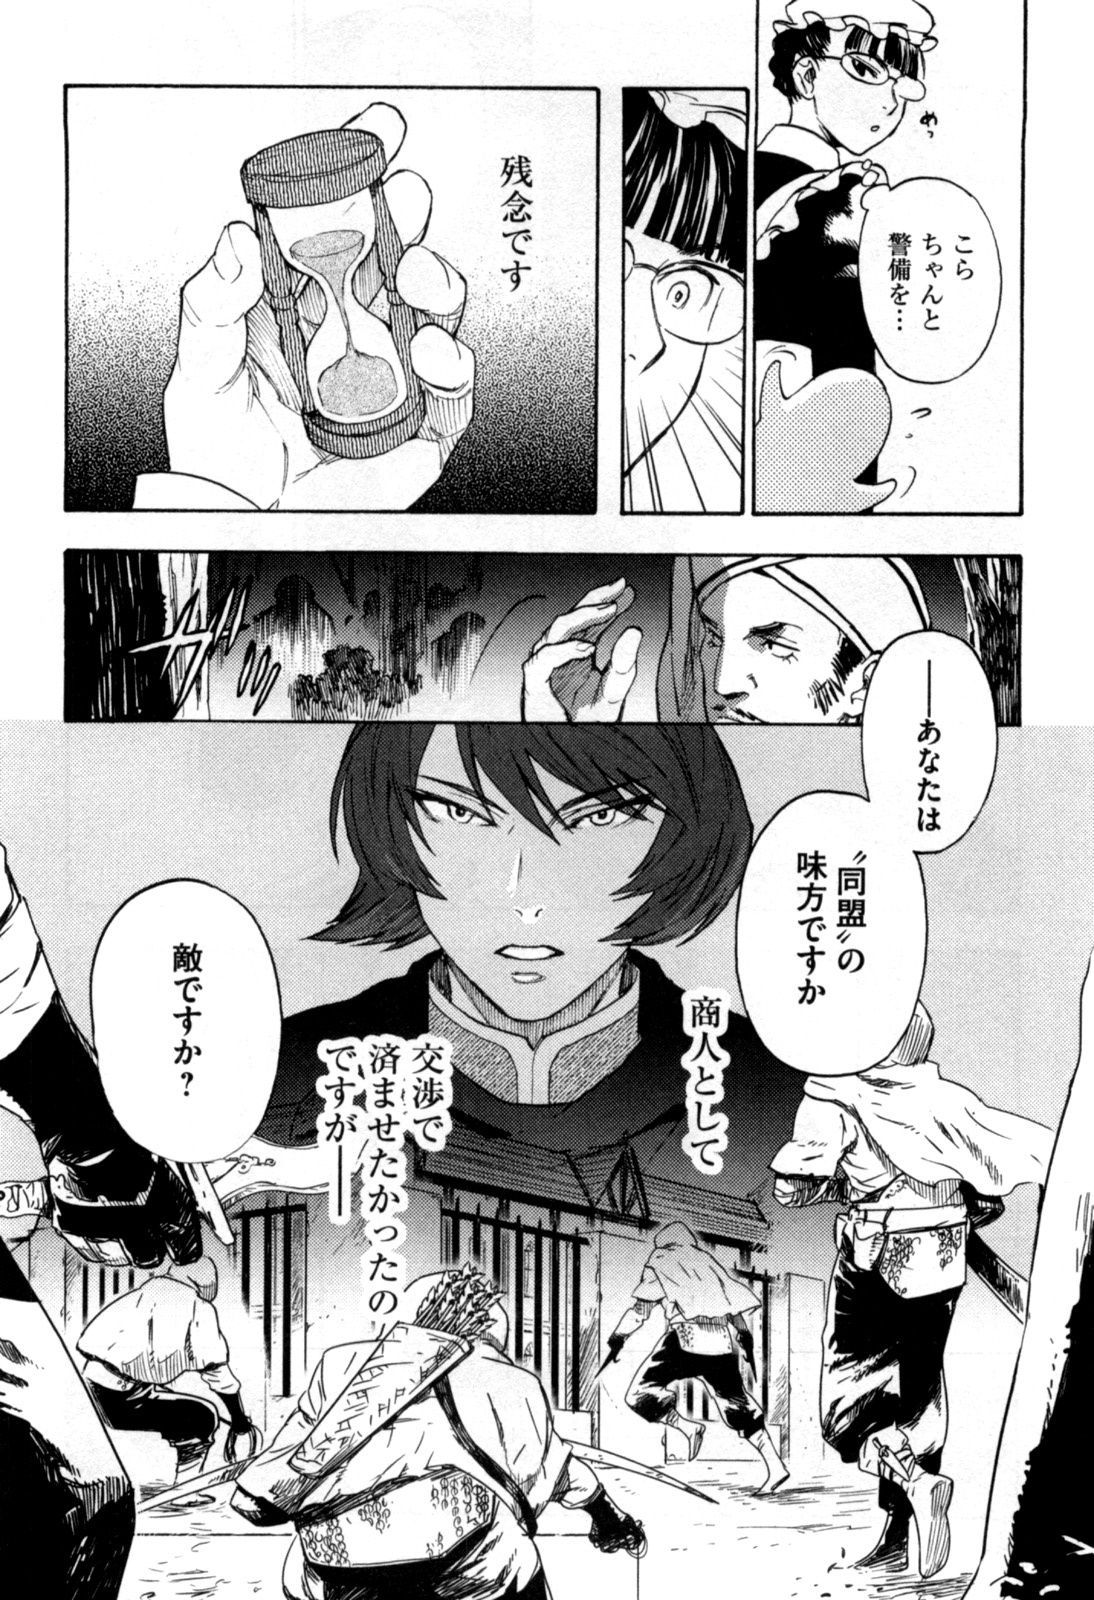 めっ
こら
ちゃんと
警備を…
残念です
ザザッ
――あなたは
〝同盟〟の
味方ですか
商人として
交渉で
済ませたかったの
ですが――
敵ですか？